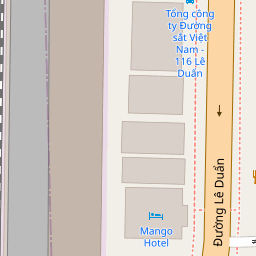 Tổng công
ty Đường
sắt Việt
Nam -
116 Lê
Duẩn
Đường Lê Duẩn
Mango
Hotel